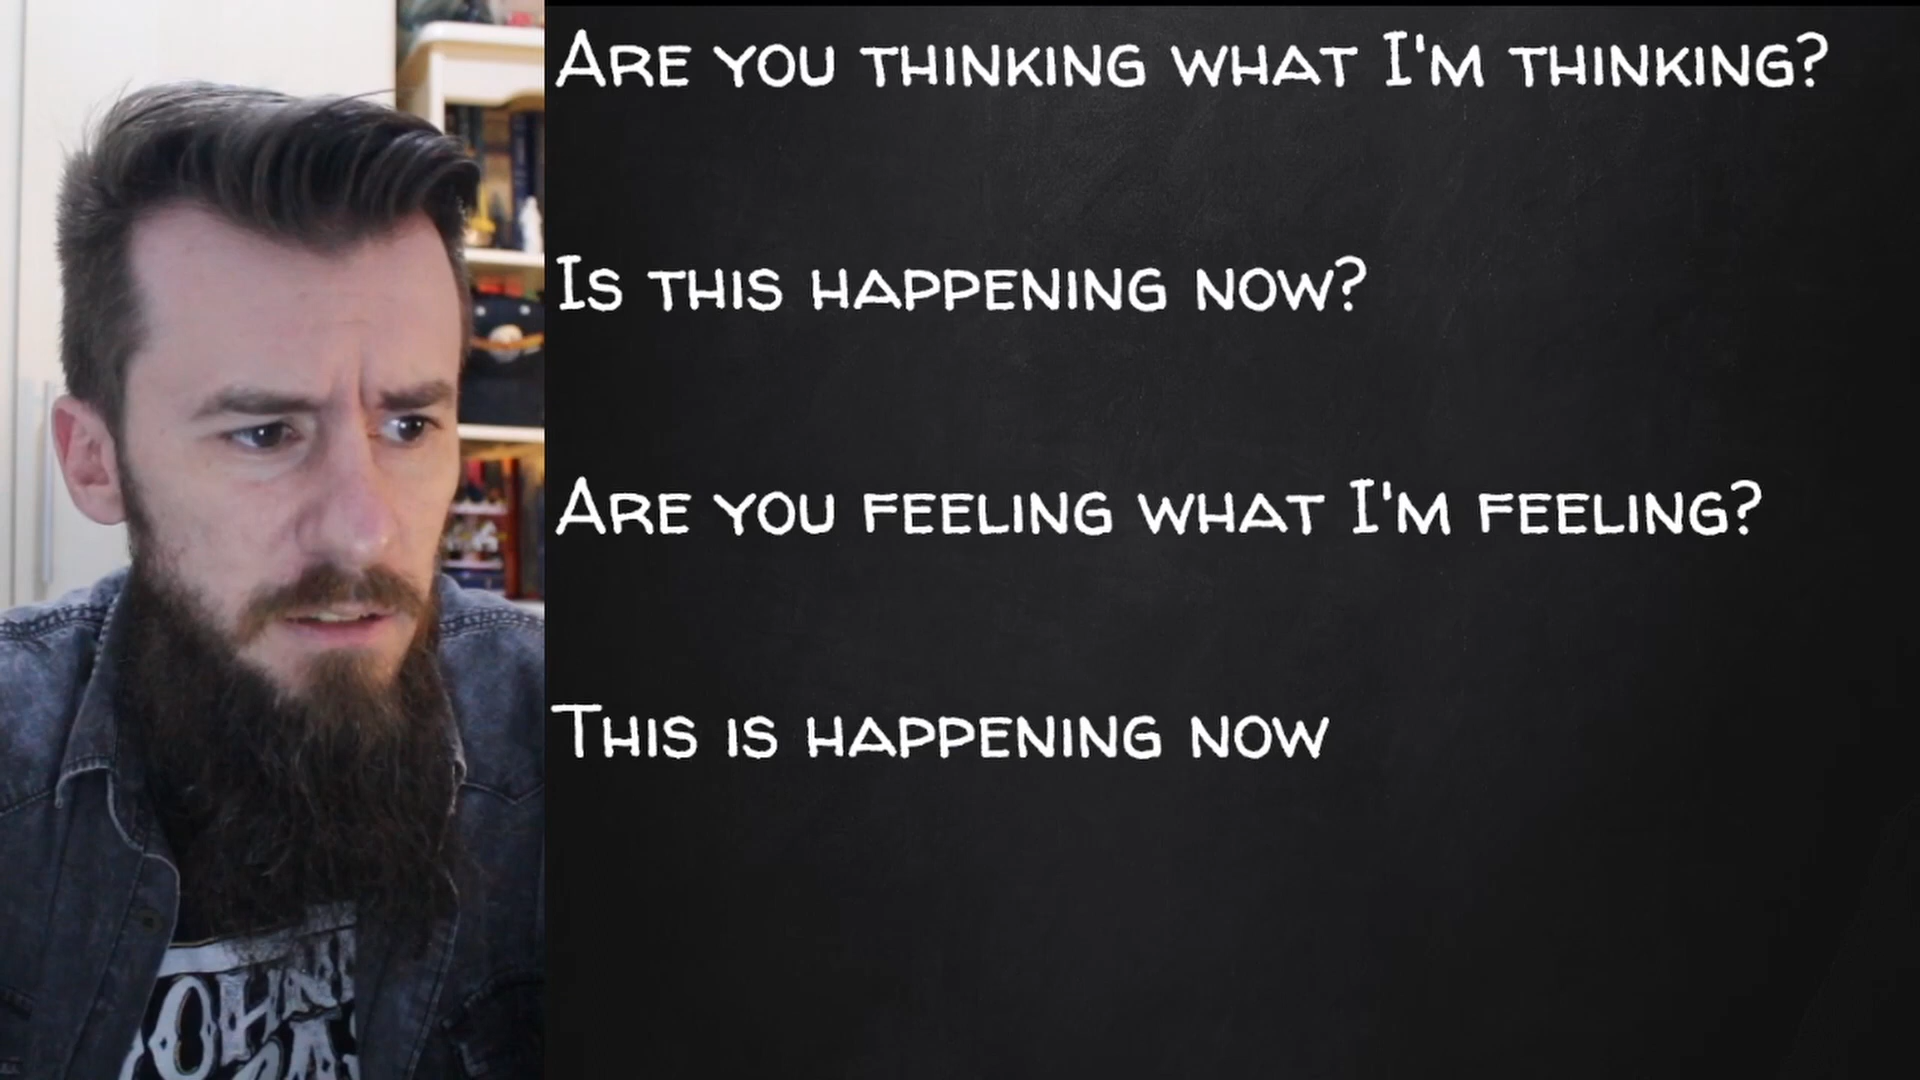 Are you thinking what I'm thinking?
Is this happening now?
Are you feeling what I'm feeling?
This is happening now